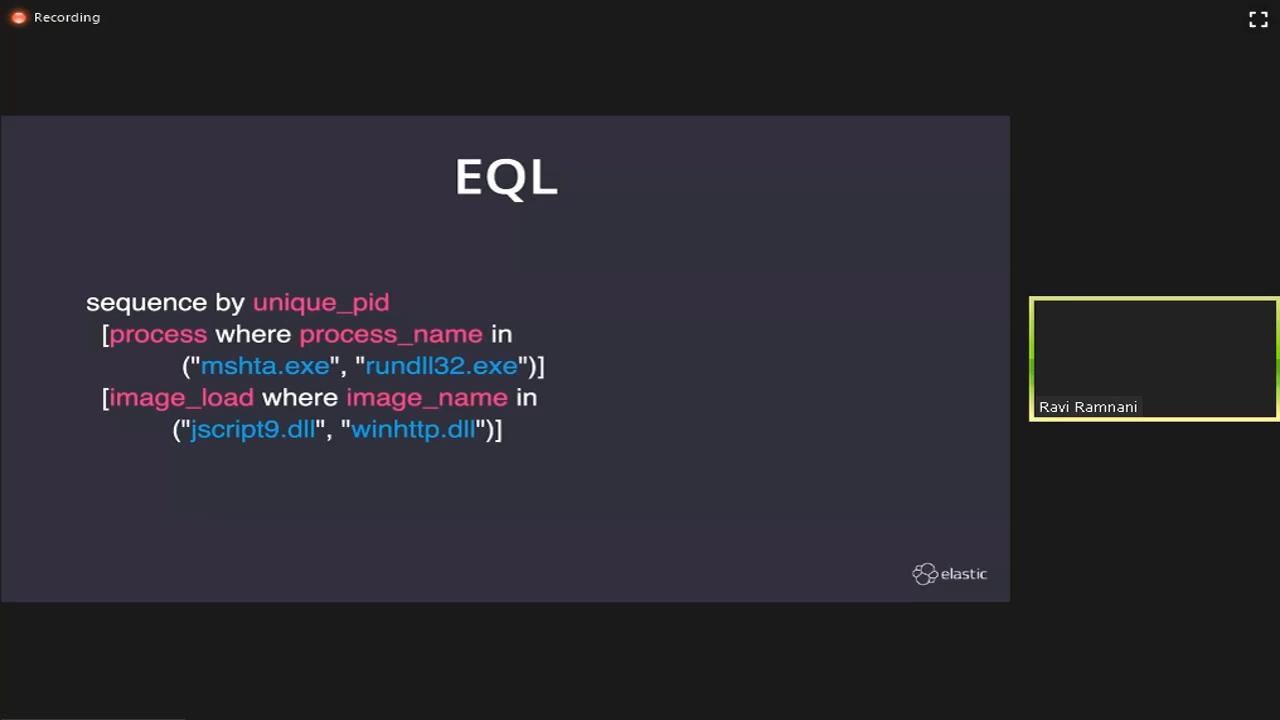 Recording
EQL
sequence by unique_pid
[process where process_name in
("mshta.exe", "rundll32.exe")]
[image_load where image_name in
("jscript9.dll", "winhttp.dll")]
Ravi Ramnani
elastic